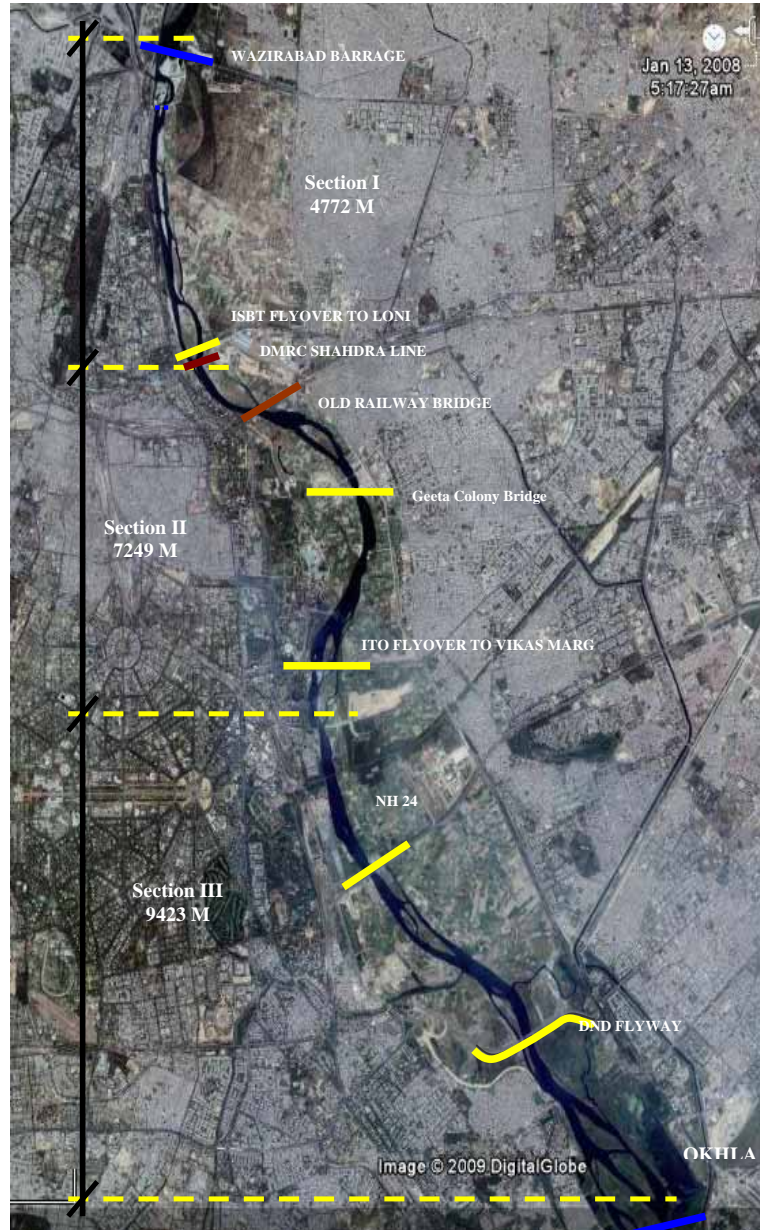 WAZIRABAD BARRAGE
Jan 13, 2008
5:17:27am
Section I
4772 M
ISBT FLYOVER TO LONI
DMRC SHAHDRA LINE
OLD RAILWAY BRIDGE
Geeta Colony Bridge
Section II
7249 M
ITO FLYOVER TO VIKAS MARG
NH 24
Section III
9423 M
DND FLYWAY
OKHLA
Image © 2009 DigitalGlobe